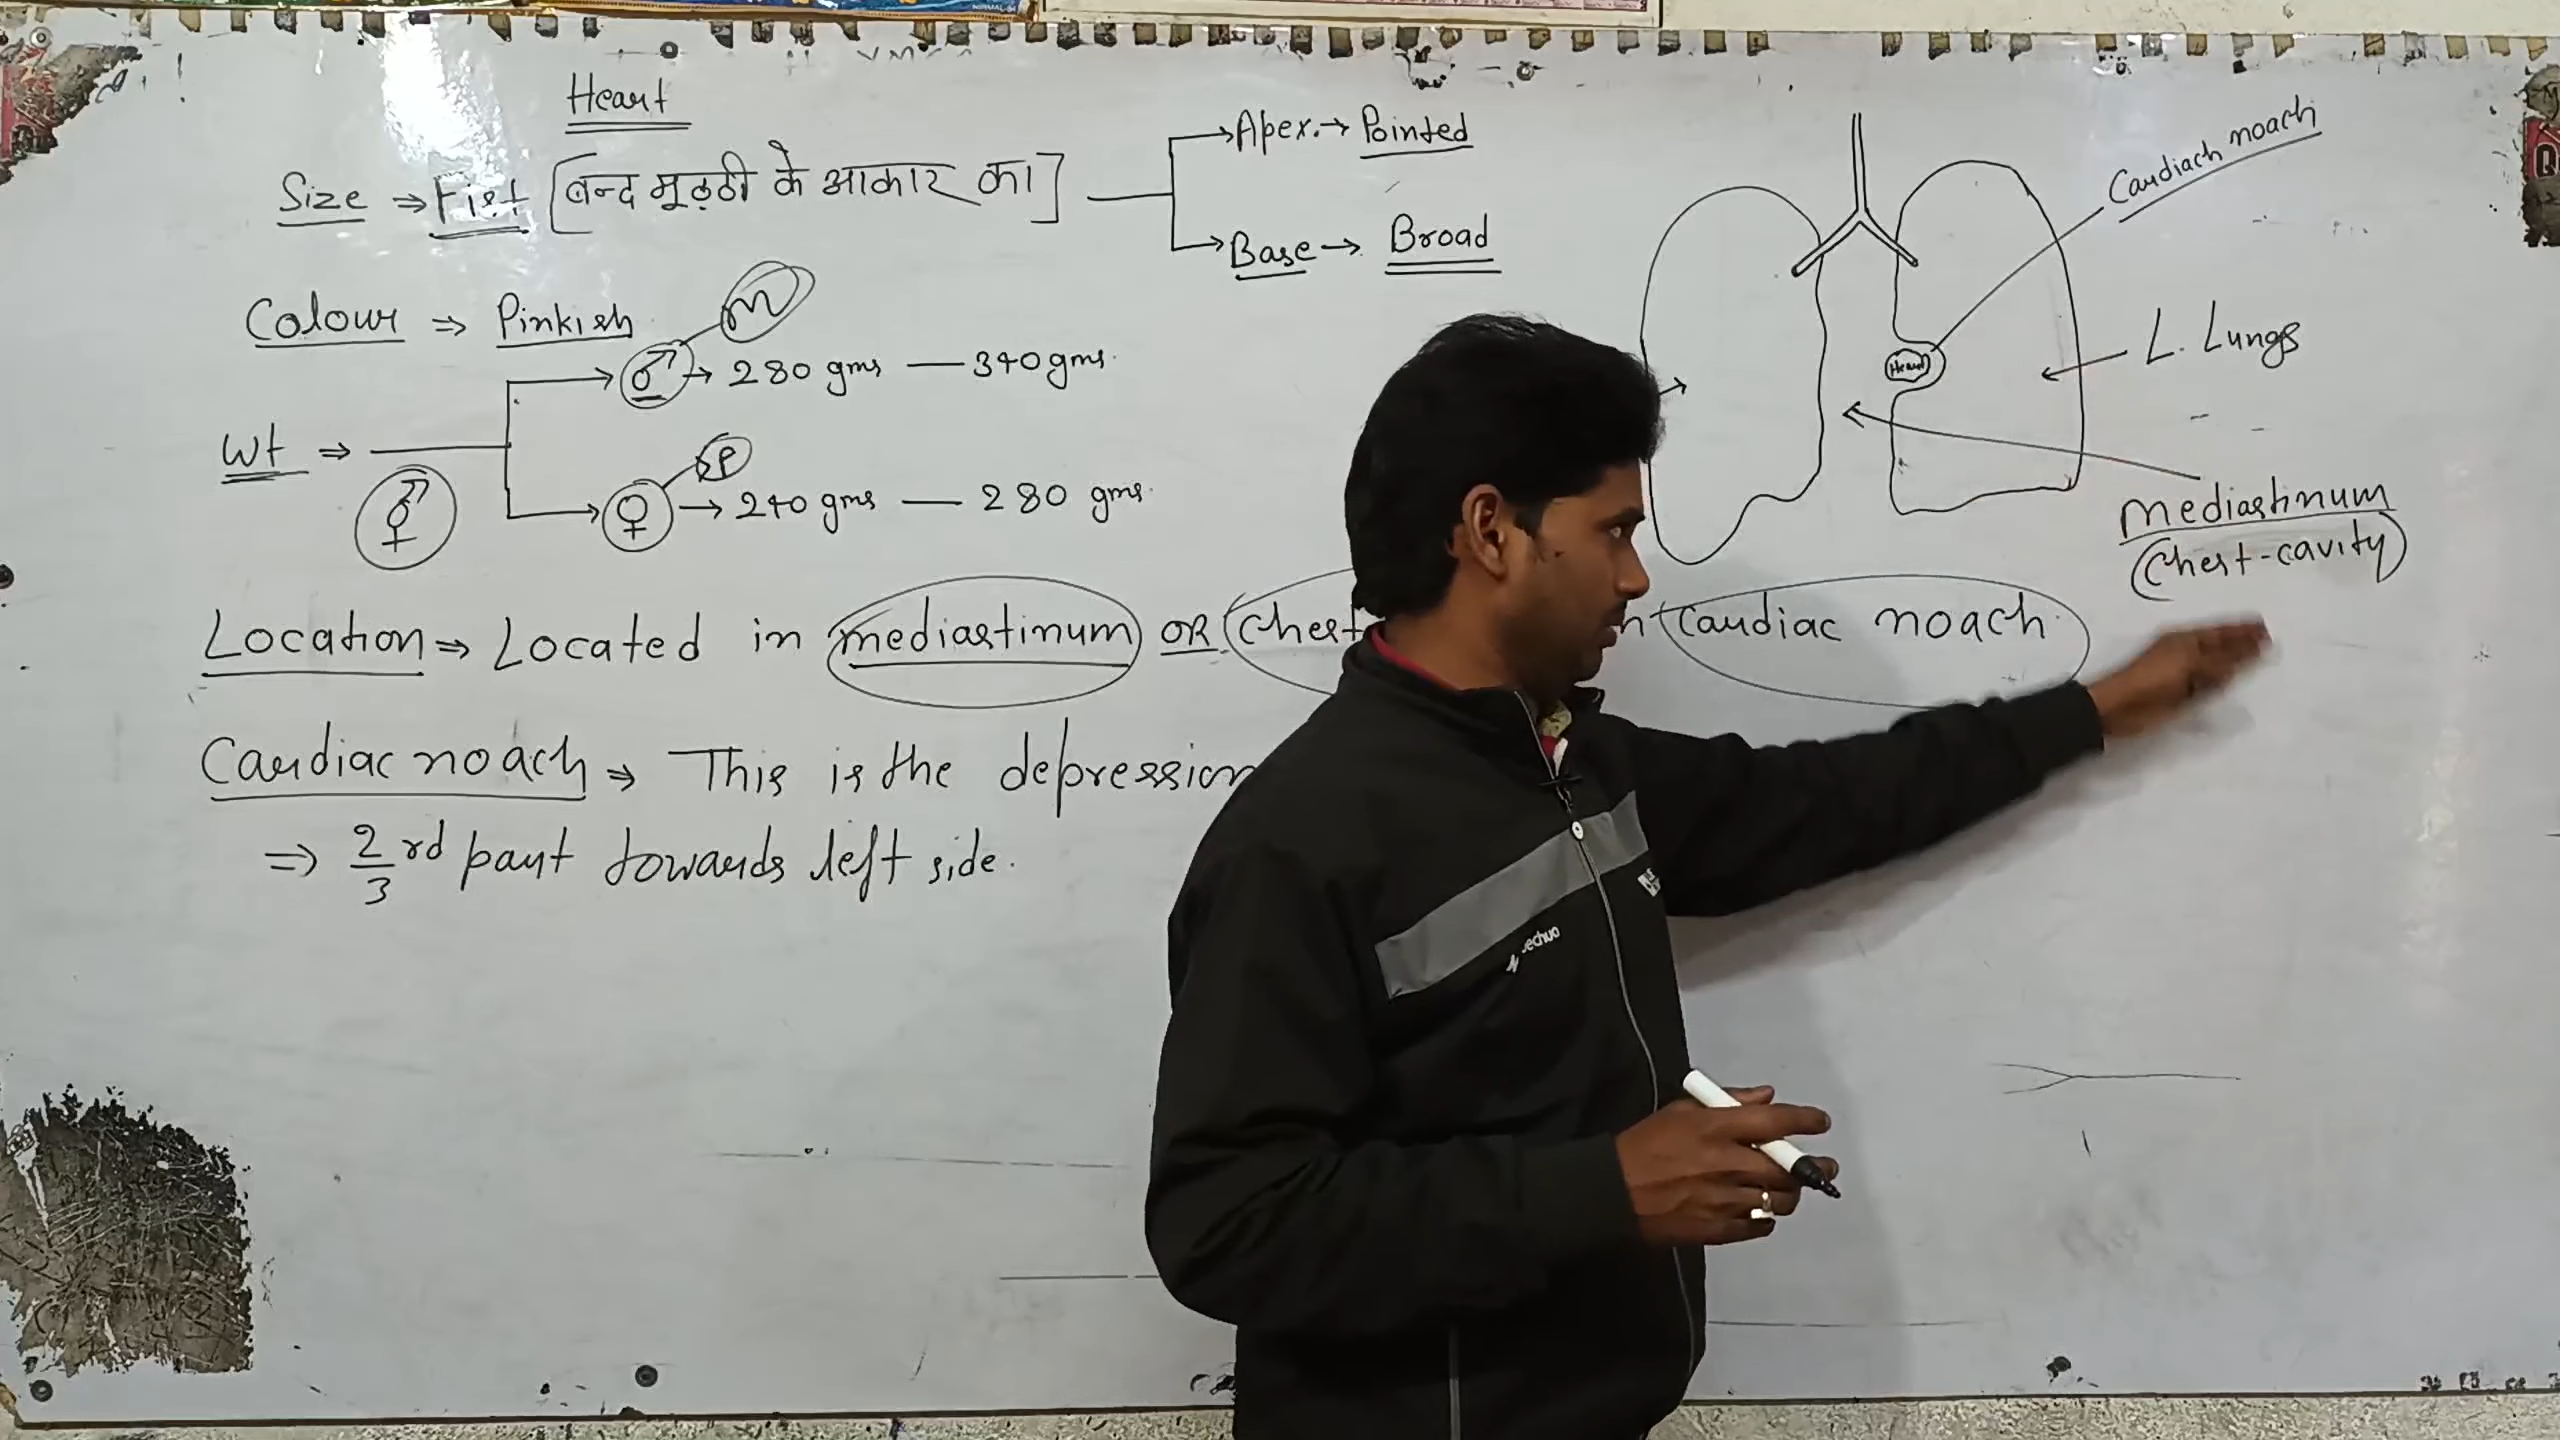 Heart
Size ⇒ Fist [बन्द मुठ्ठी के आकार का]
Apex. → Pointed
Base → Broad
Colour ⇒ Pinkish
Wt ⇒
♂ → 280 gms — 340 gms.
M
♀ → 240 gms — 280 gms.
Location ⇒ Located in mediastinum OR Chest Cardiac noach.
Cardiac noach ⇒ This is the depression
⇒ 2/3 rd part towards left side.
Cardiach noach
Heart
L. Lungs
Mediastinum
(Chest-cavity)